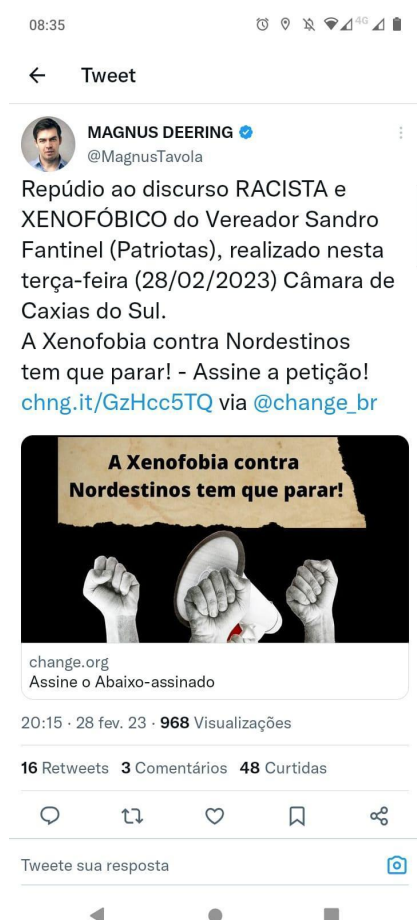 08:35
4G
Tweet
MAGNUS DEERING
@MagnusTavola
Repúdio ao discurso RACISTA e
XENOFÓBICO do Vereador Sandro
Fantinel (Patriotas), realizado nesta
terça-feira (28/02/2023) Câmara de
Caxias do Sul.
A Xenofobia contra Nordestinos
tem que parar! - Assine a petição!
chng.it/GzHcc5TQ via @change_br
A Xenofobia contra
Nordestinos tem que parar!
change.org
Assine o Abaixo-assinado
20:15 · 28 fev. 23 · 968 Visualizações
16 Retweets 3 Comentários 48 Curtidas
Tweete sua resposta